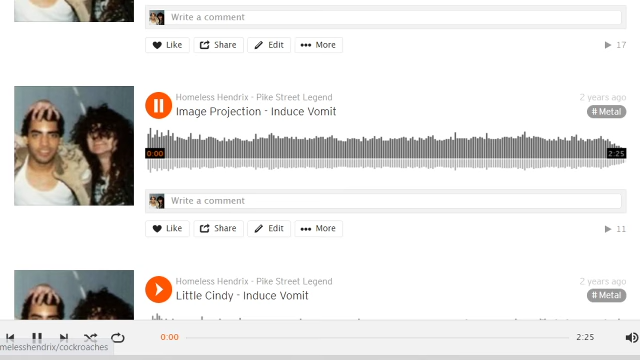 Write a comment
Like Share Edit More 17
Homeless Hendrix - Pike Street Legend 2 years ago
Image Projection - Induce Vomit # Metal
0:00 2:25
Write a comment
Like Share Edit More 11
Homeless Hendrix - Pike Street Legend 2 years ago
Little Cindy - Induce Vomit # Metal
0:00 2:25
melesshendrix/cockroaches